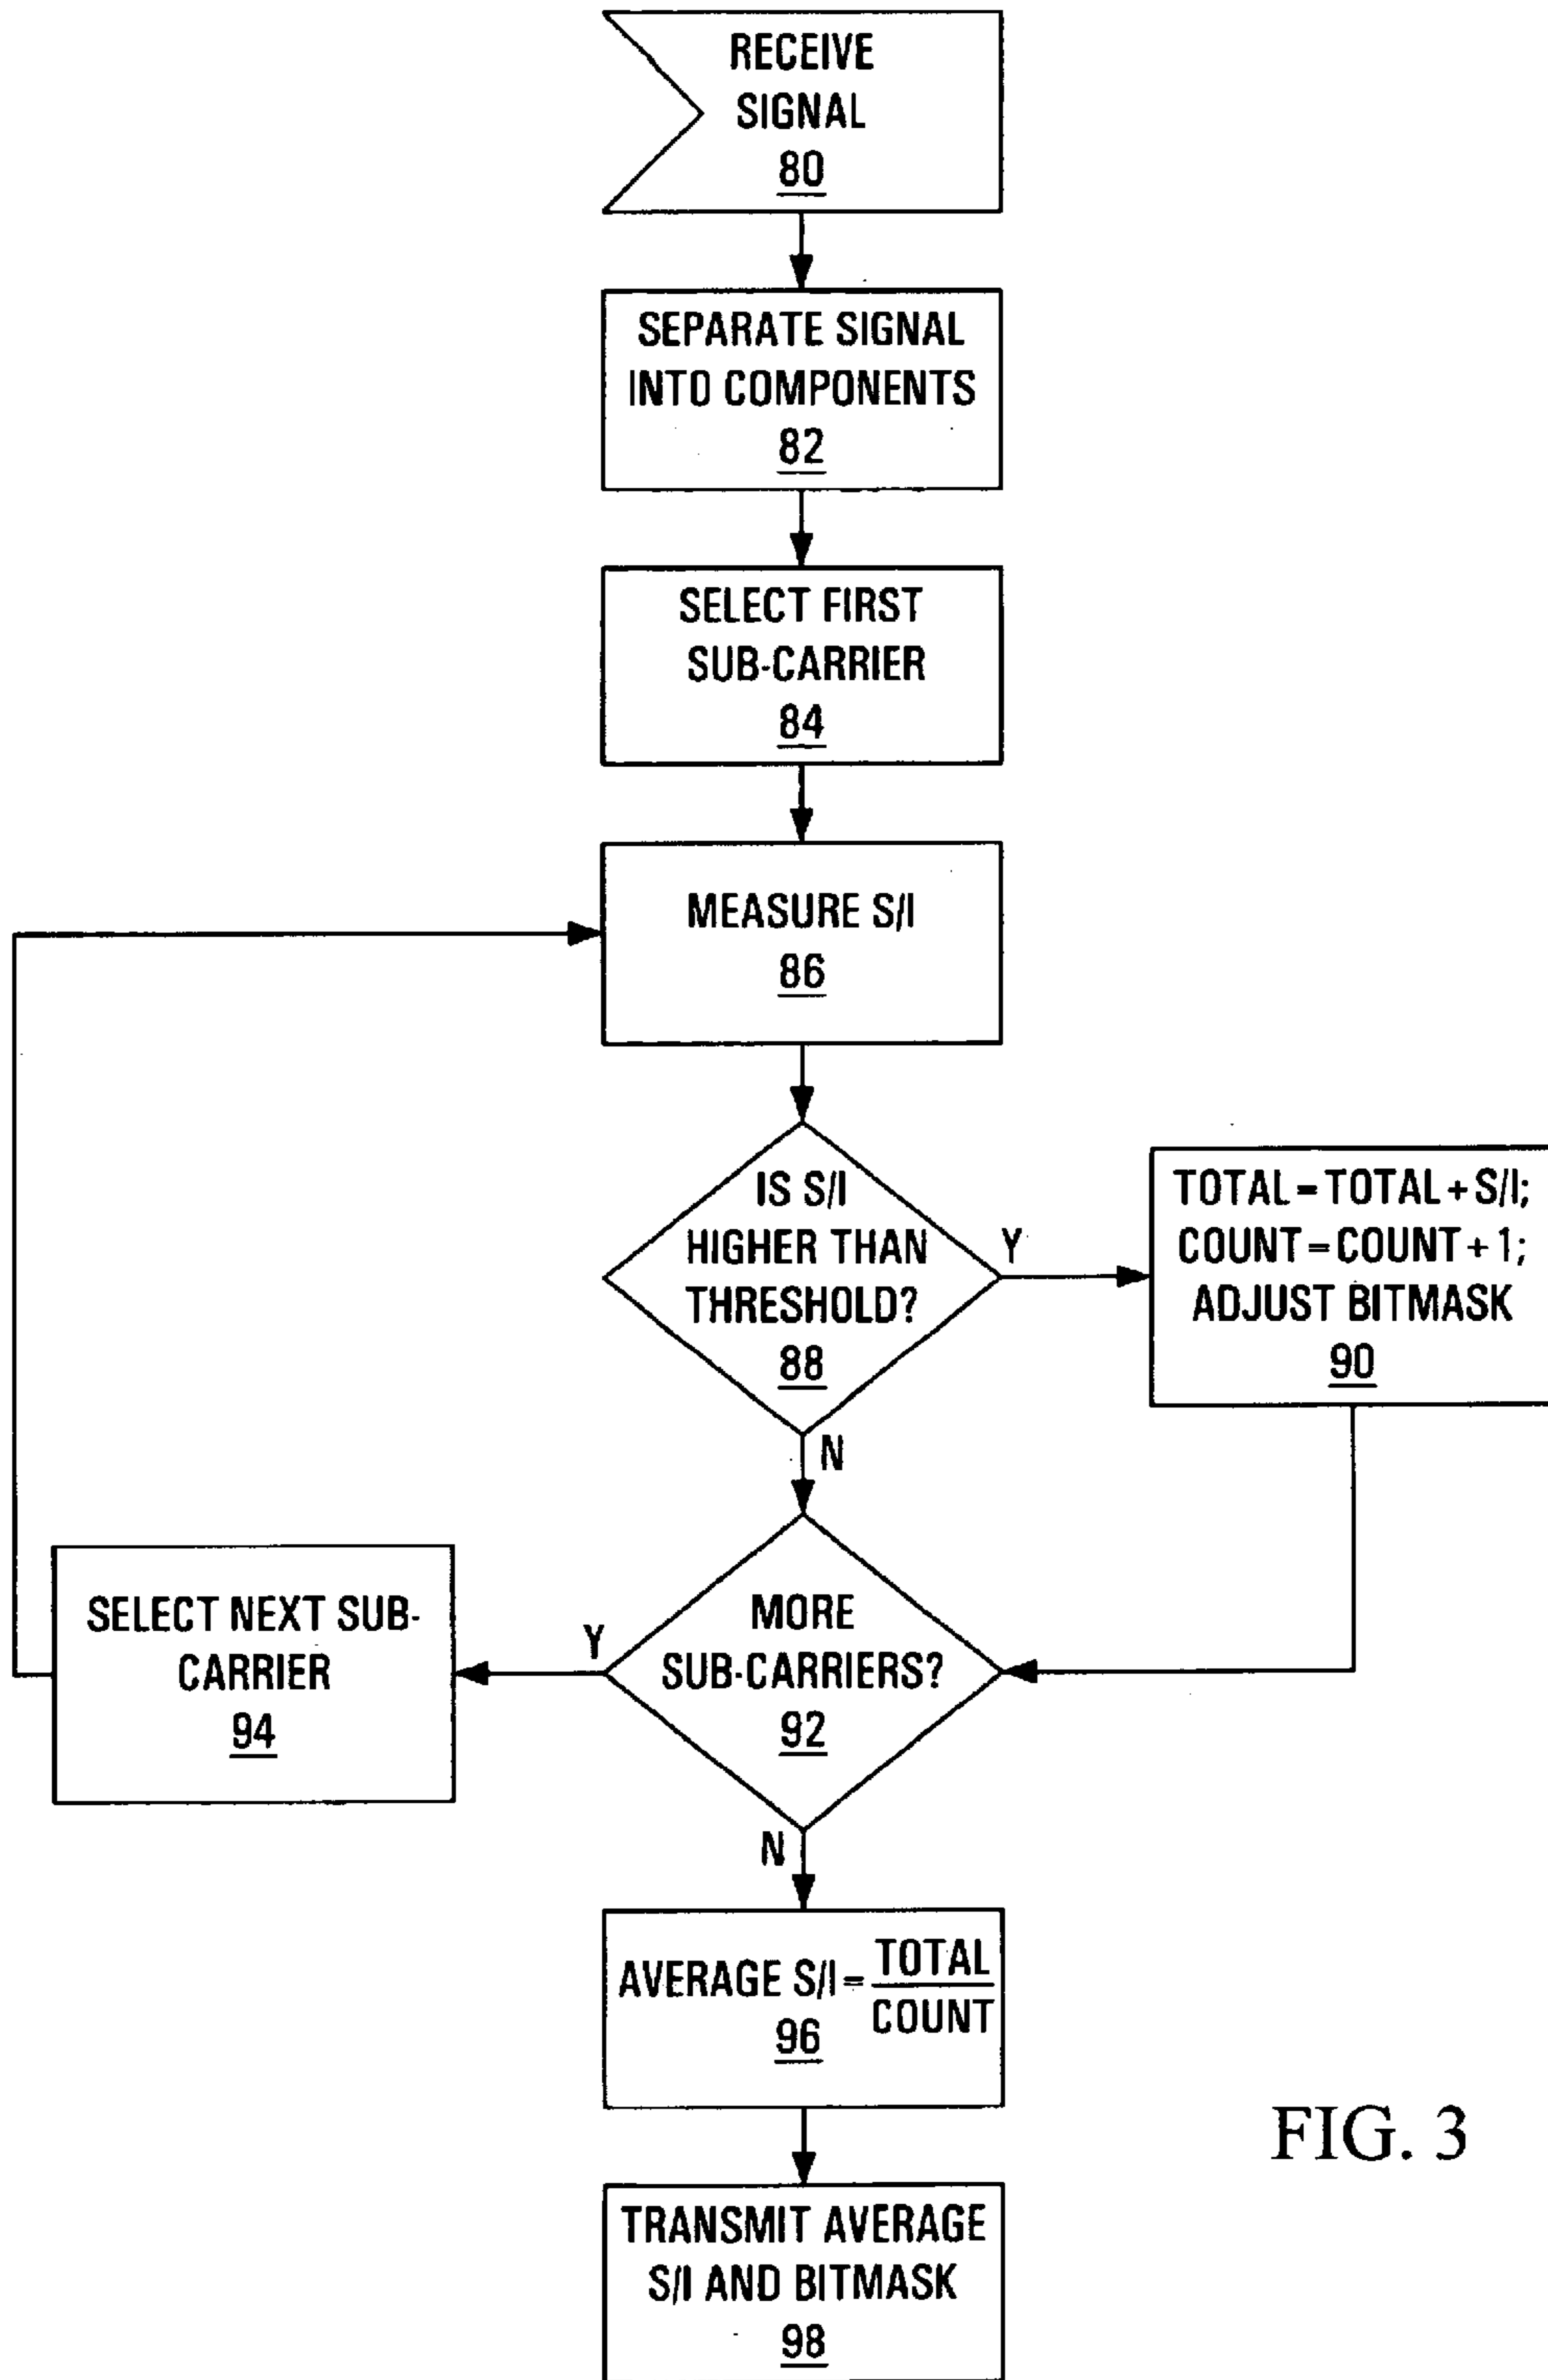 RECEIVE
SIGNAL
80
SEPARATE SIGNAL
INTO COMPONENTS
82
SELECT FIRST
SUB-CARRIER
84
MEASURE S/I
86
IS S/I
HIGHER THAN
THRESHOLD?
88
Y
TOTAL=TOTAL+S/I;
COUNT=COUNT+1;
ADJUST BITMASK
90
N
MORE
SUB-CARRIERS?
92
Y
SELECT NEXT SUB-
CARRIER
94
N
AVERAGE S/I=TOTAL
COUNT
96
TRANSMIT AVERAGE
S/I AND BITMASK
98
FIG. 3